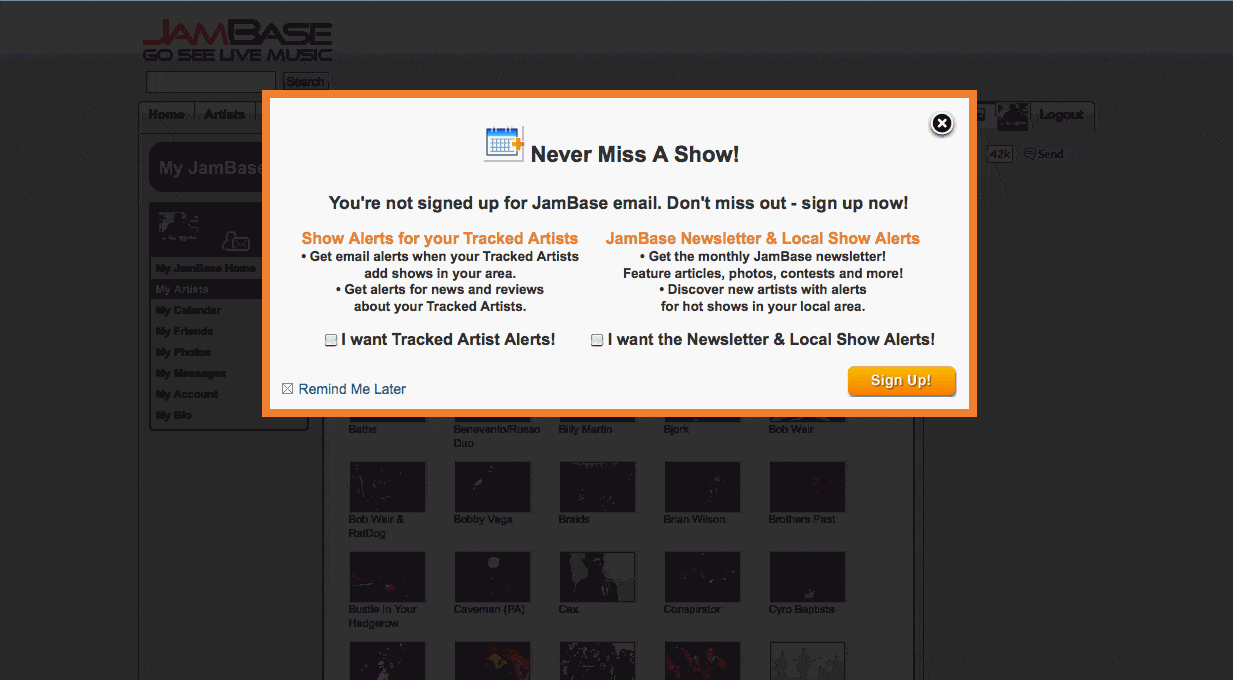 JamBase
GO SEE LIVE MUSIC
Search
Home Artists
Logout
My JamBase
42k Send
Never Miss A Show!
You're not signed up for JamBase email. Don't miss out - sign up now!
Show Alerts for your Tracked Artists
• Get email alerts when your Tracked Artists
add shows in your area.
• Get alerts for news and reviews
about your Tracked Artists.
I want Tracked Artist Alerts!
JamBase Newsletter & Local Show Alerts
• Get the monthly JamBase newsletter!
Feature articles, photos, contests and more!
• Discover new artists with alerts
for hot shows in your local area.
I want the Newsletter & Local Show Alerts!
Remind Me Later
Sign Up!
My JamBase Home
My Artists
My Calendar
My Friends
My Photos
My Messages
My Account
My Bio
Baths
Benevento/Russo
Duo
Billy Martin
Bjork
Bob Weir
Bob Weir &
RatDog
Bobby Vega
Braids
Brian Wilson
Brothers Past
Bustle In Your
Hedgerow
Caveman (PA)
Cex
Conspirator
Cyro Baptista